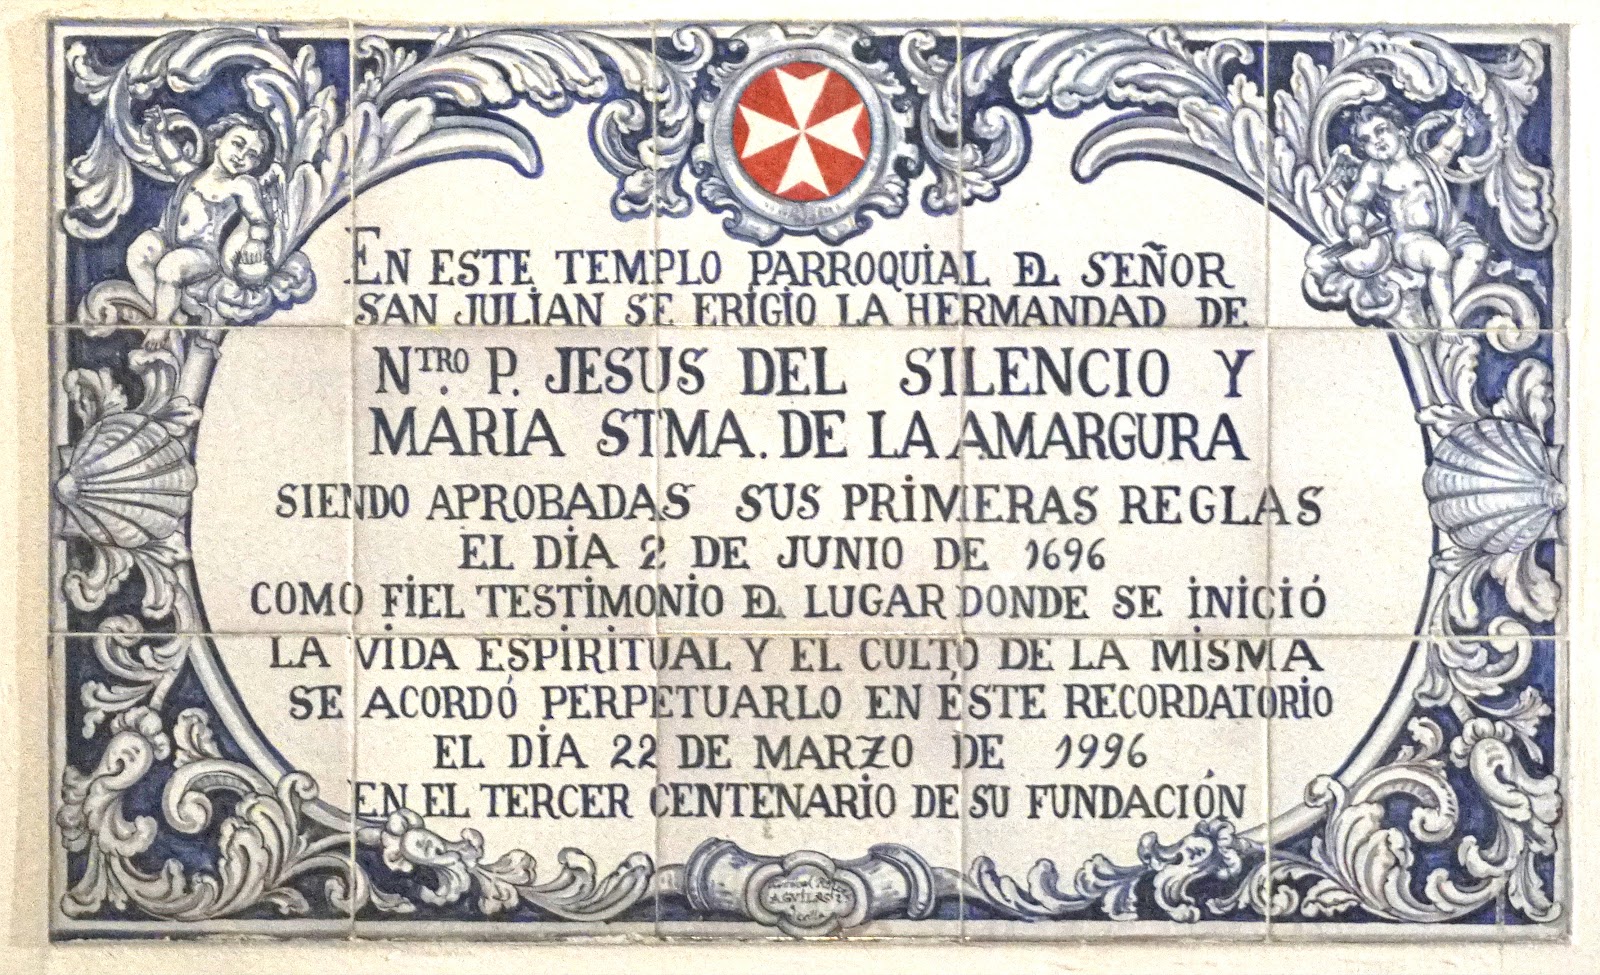 EN ESTE TEMPLO PARROQUIAL DEL SEÑOR
SAN JULIAN SE ERIGIO LA HERMANDAD DE
NTRO. P. JESUS DEL SILENCIO Y
MARIA STMA. DE LA AMARGURA
SIENDO APROBADAS SUS PRIMERAS REGLAS
EL DIA 2 DE JUNIO DE 1696
COMO FIEL TESTIMONIO DEL LUGAR DONDE SE INICIÓ
LA VIDA ESPIRITUAL Y EL CULTO DE LA MISMA
SE ACORDÓ PERPETUARLO EN ÉSTE RECORDATORIO
EL DIA 22 DE MARZO DE 1996
EN EL TERCER CENTENARIO DE SU FUNDACIÓN